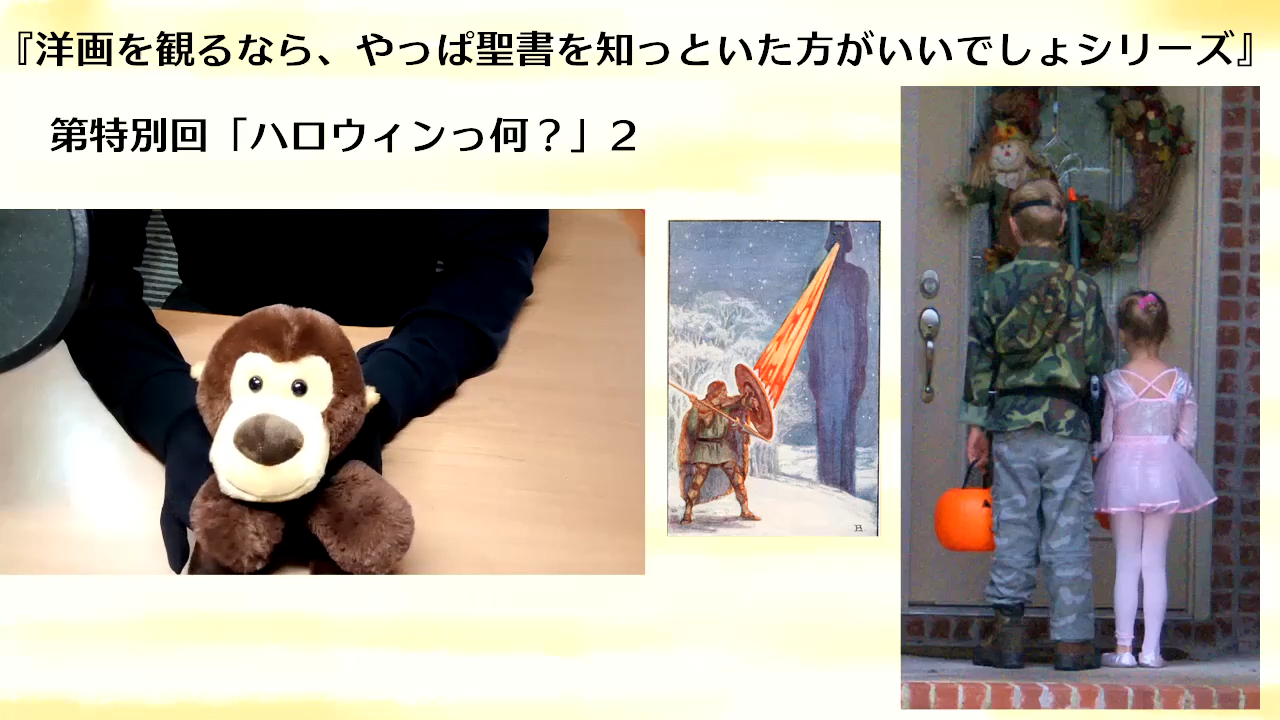 『洋画を観るなら、やっぱ聖書を知っといた方がいいでしょシリーズ』
第特別回「ハロウィンっ何？」２
B